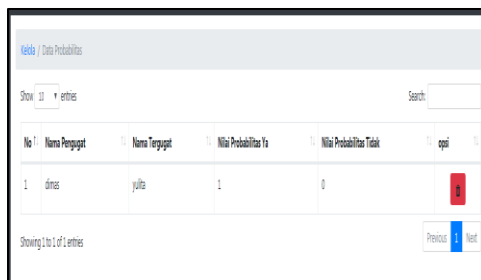 Kelola / Data Probabilitas
Show 10 entries Search:
No Nama Pengugat Nama Tergugat Nilai Probabilitas Ya Nilai Probabilitas Tidak opsi
1 dimas yulita 1 0
Showing 1 to 1 of 1 entries Previous 1 Next